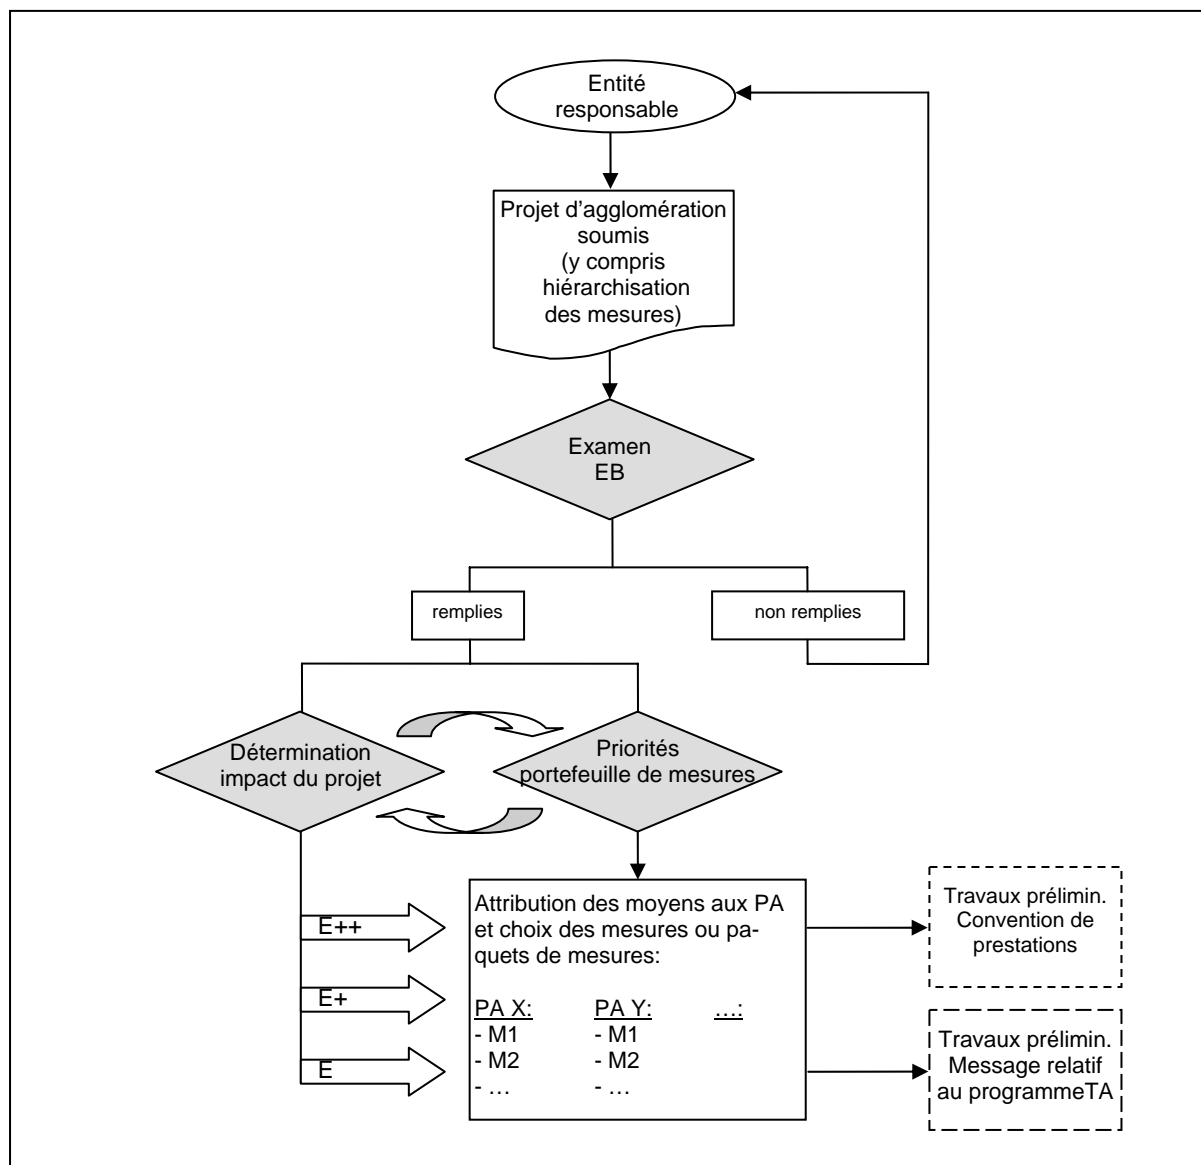 Entité
responsable
Projet d'agglomération
soumis
(y compris
hiérarchisation
des mesures)
Examen
EB
remplies
non remplies
Détermination
impact du projet
Priorités
portefeuille de mesures
E++
E+
E
Attribution des moyens aux PA
et choix des mesures ou pa-
quets de mesures:
PA X: PA Y: …:
- M1 - M1
- M2 - M2
- … - …
Travaux prélimin.
Convention de
prestations
Travaux prélimin.
Message relatif
au programmeTA